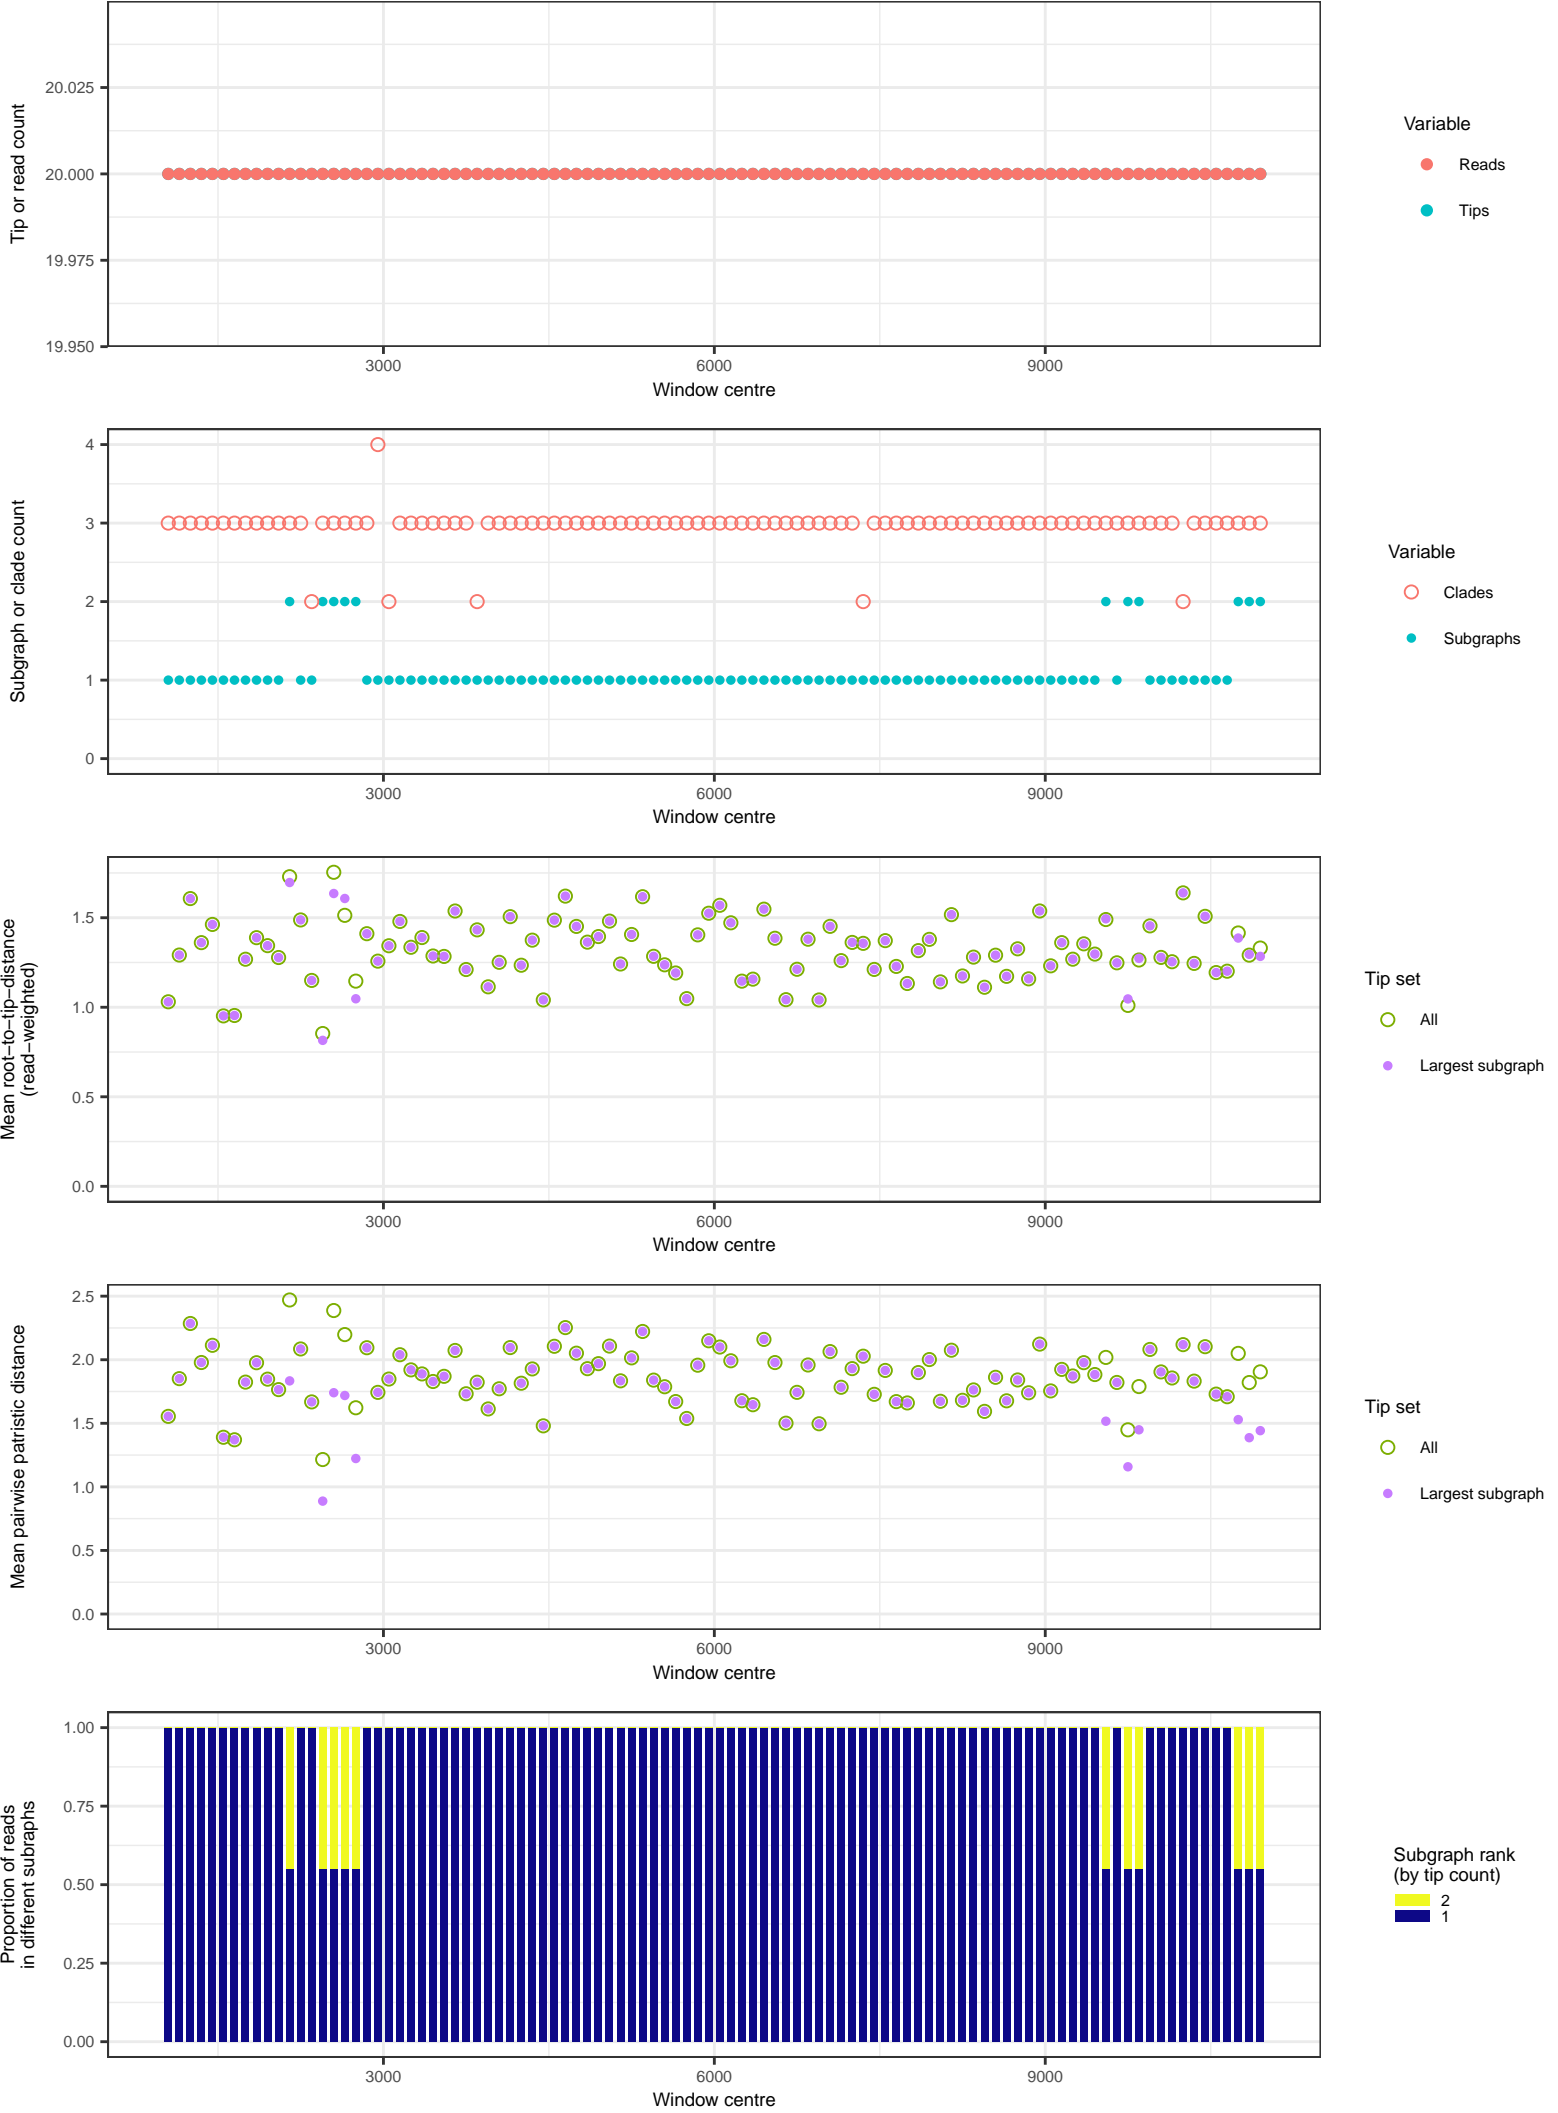 Tip or read count
20.025
20.000
19.975
19.950
3000
6000
9000
Window centre
Variable
Reads
Tips
Subgraph or clade count
4
3
2
1
0
3000
6000
9000
Window centre
Variable
Clades
Subgraphs
Mean root−to−tip−distance
(read−weighted)
1.5
1.0
0.5
0.0
3000
6000
9000
Window centre
Tip set
All
Largest subgraph
Mean pairwise patristic distance
2.5
2.0
1.5
1.0
0.5
0.0
3000
6000
9000
Window centre
Tip set
All
Largest subgraph
Proportion of reads
in different subraphs
1.00
0.75
0.50
0.25
0.00
3000
6000
9000
Window centre
Subgraph rank
(by tip count)
2
1